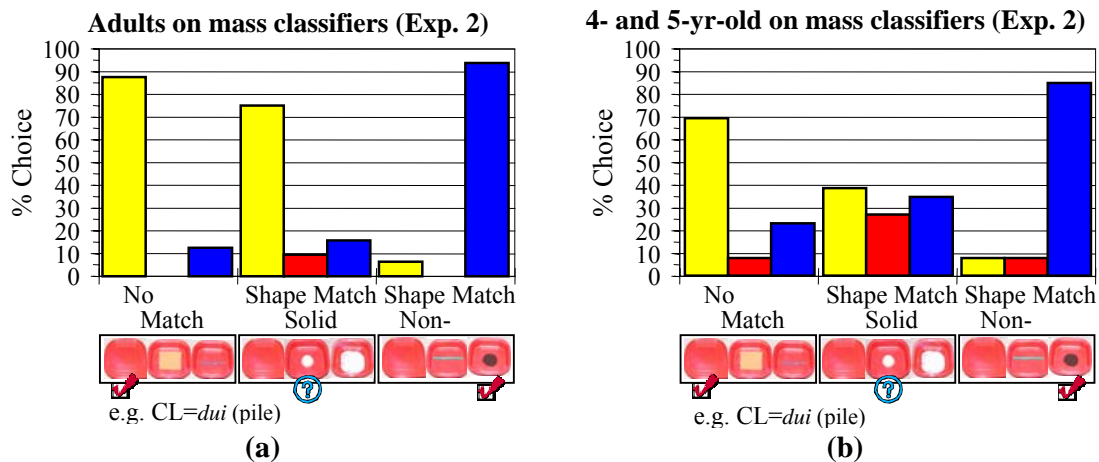 Adults on mass classifiers (Exp. 2)
% Choice
100
90
80
70
60
50
40
30
20
10
0
No Shape Match Shape Match
Match Solid Non-
?
e.g. CL=dui (pile)
(a)
4- and 5-yr-old on mass classifiers (Exp. 2)
% Choice
100
90
80
70
60
50
40
30
20
10
0
No Shape Match Shape Match
Match Solid Non-
?
e.g. CL=dui (pile)
(b)